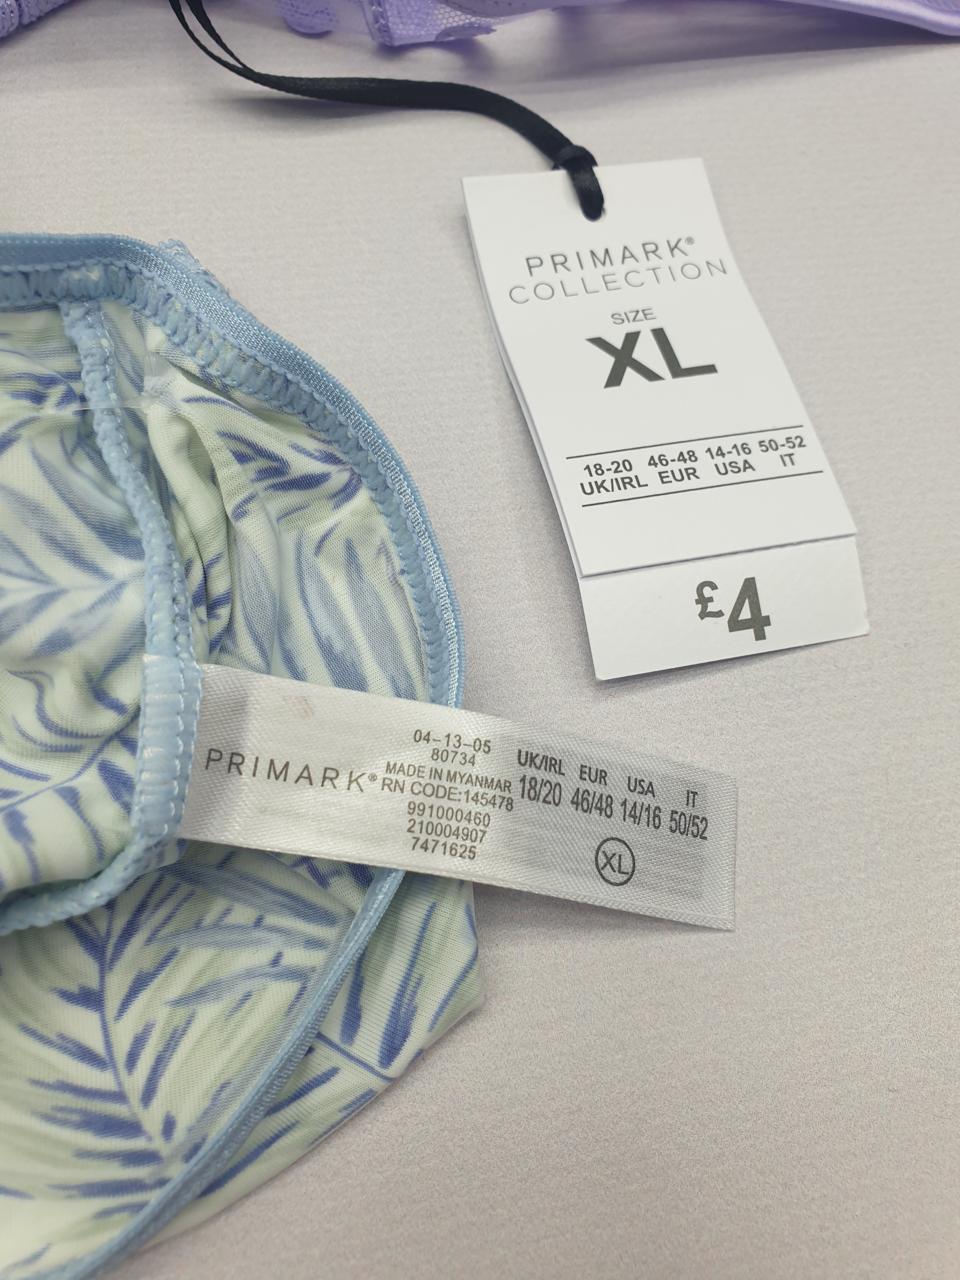 PRIMARK®
COLLECTION
SIZE
XL
18-20 46-48 14-16 50-52
UK/IRL EUR USA IT
£4
PRIMARK®
04-13-05
80734
MADE IN MYANMAR
RN CODE:145478
991000460
210004907
7471625
UK/IRL EUR USA IT
18/20 46/48 14/16 50/52
XL